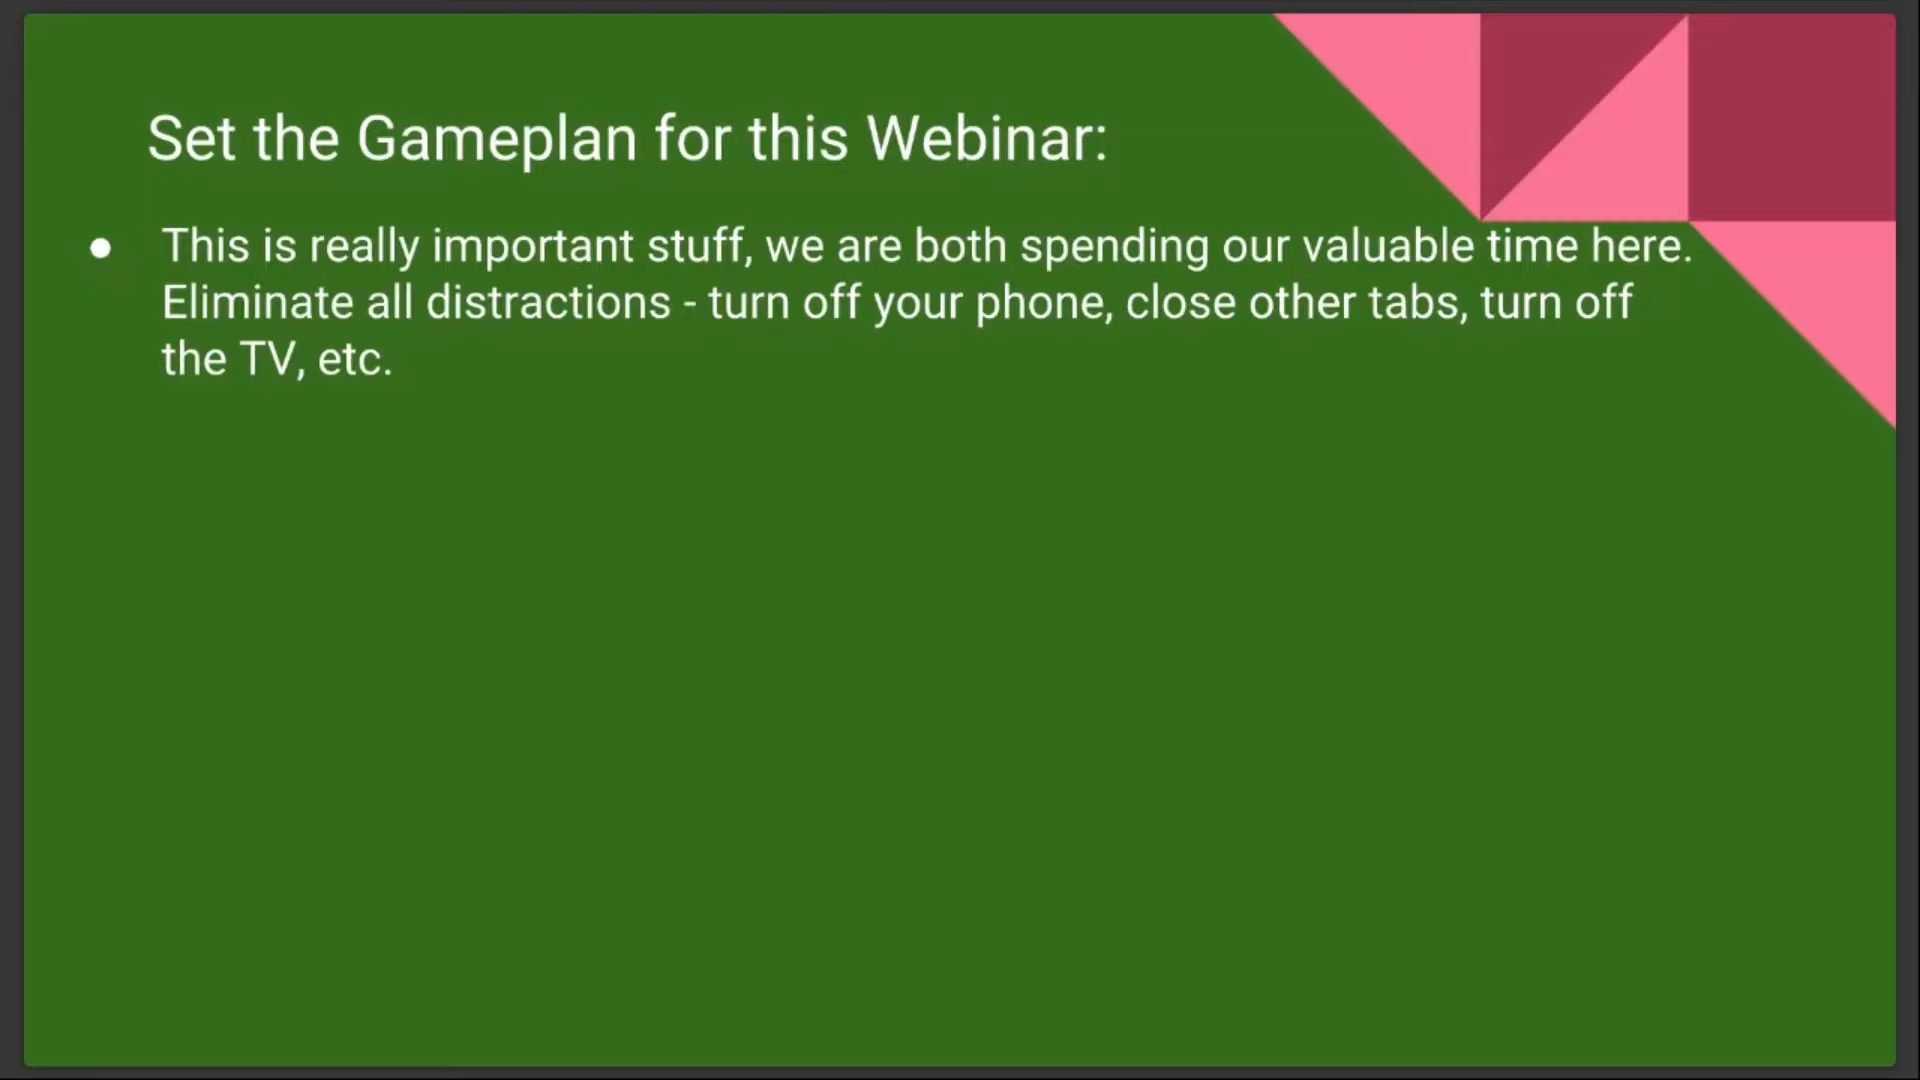 Set the Gameplan for this Webinar:
● This is really important stuff, we are both spending our valuable time here.
Eliminate all distractions - turn off your phone, close other tabs, turn off
the TV, etc.